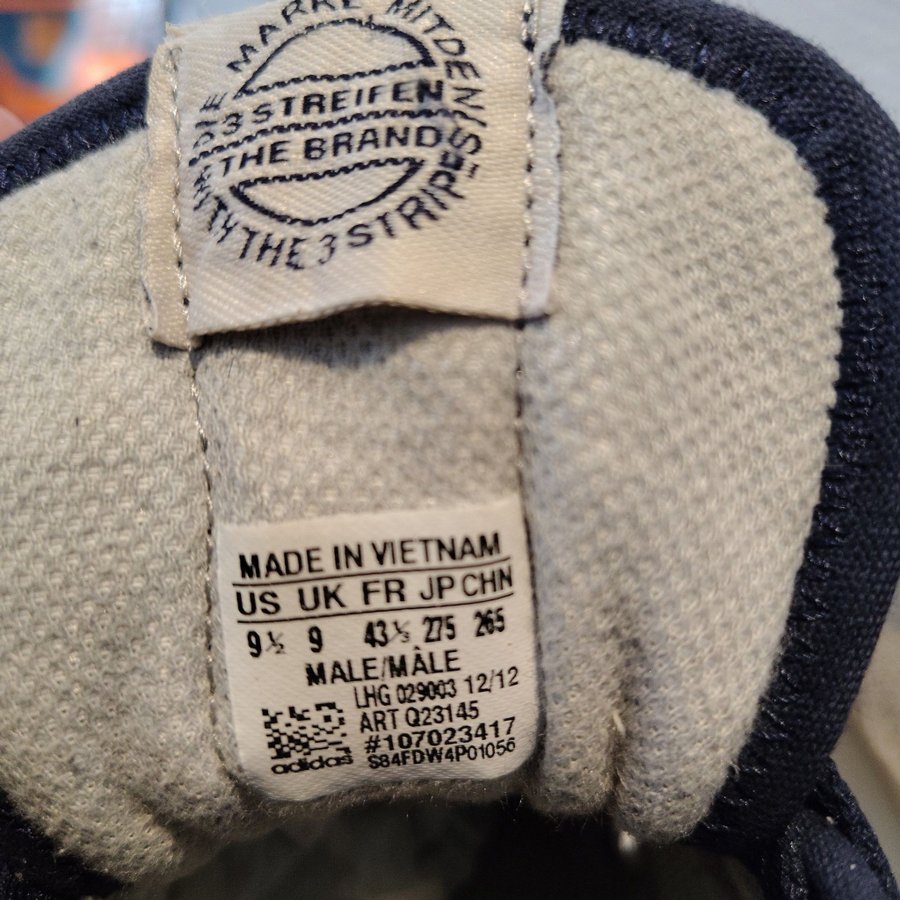 DIE MARKE MIT DEN 3 STREIFEN
THE BRAND
WITH THE 3 STRIPES
MADE IN VIETNAM
US UK FR JP CHN
9½ 9 43⅓ 275 265
MALE/MÂLE
LHG 029003 12/12
ART Q23145
#107023417
S84FDW4P01056
adidas